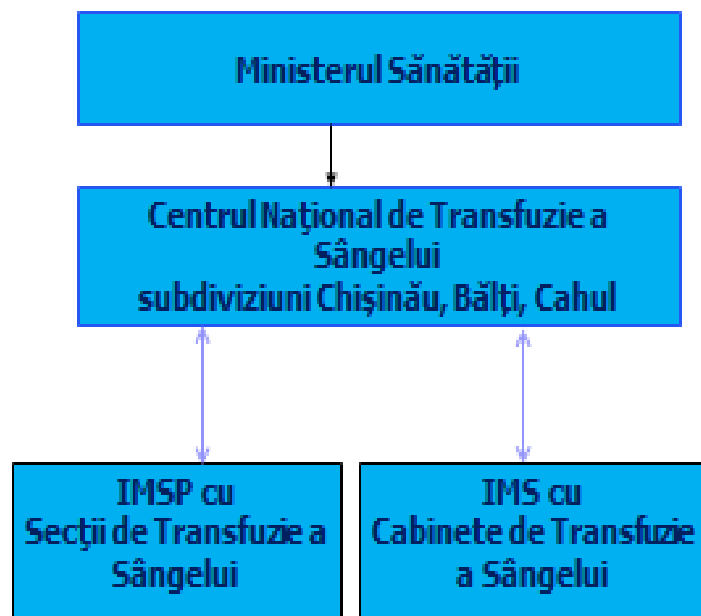 Ministerul Sănătăţii
Centrul Naţional de Transfuzie a
Sângelui
subdiviziuni Chişinău, Bălţi, Cahul
IMSP cu
Secţii de Transfuzie a
Sângelui
IMS cu
Cabinete de Transfuzie
a Sângelui